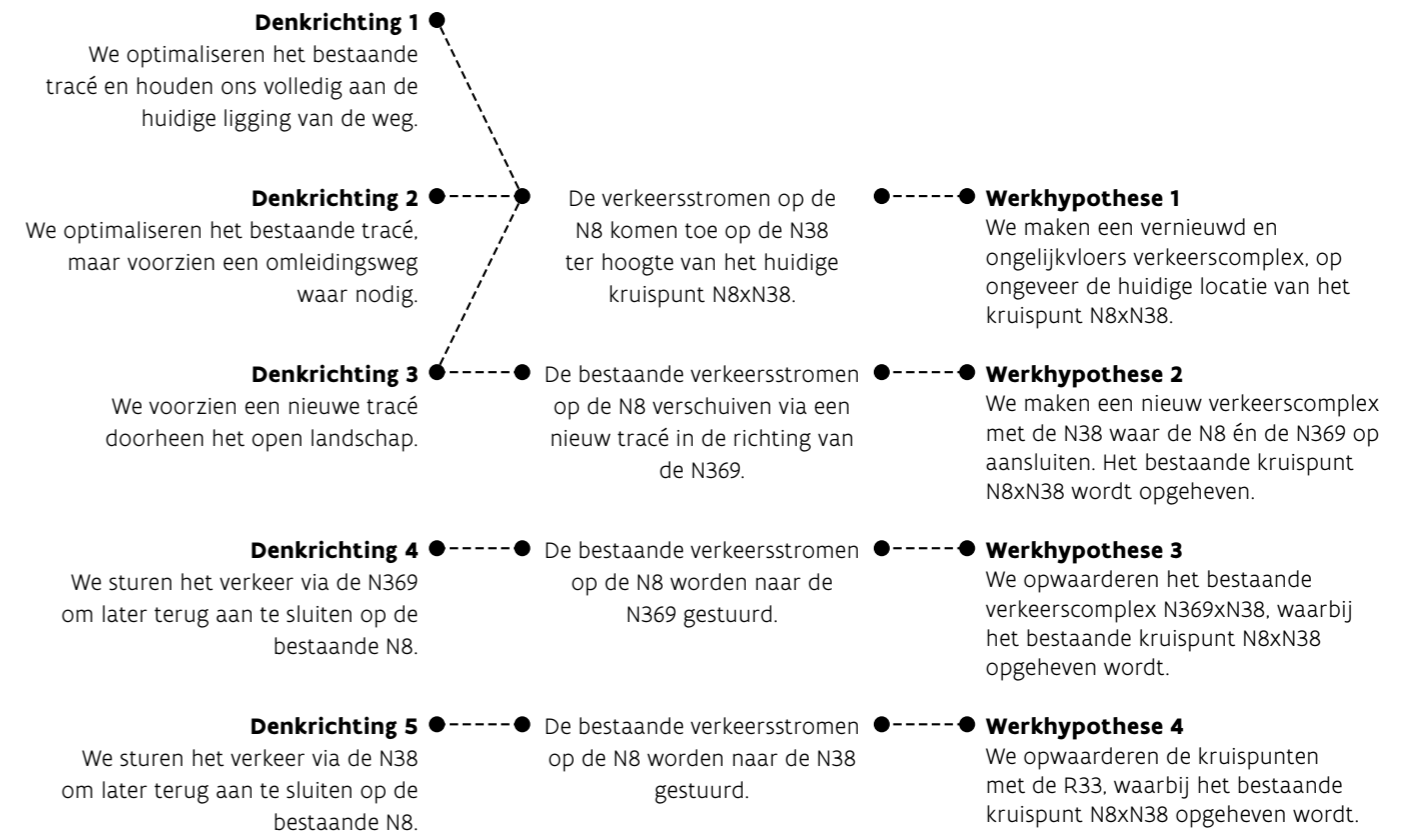 Denkrichting 1
We optimaliseren het bestaande
tracé en houden ons volledig aan de
huidige ligging van de weg.
Denkrichting 2
We optimaliseren het bestaande tracé,
maar voorzien een omleidingsweg
waar nodig.
De verkeersstromen op de
N8 komen toe op de N38
ter hoogte van het huidige
kruispunt N8xN38.
Werkhypothese 1
We maken een vernieuwd en
ongelijkvloers verkeerscomplex, op
ongeveer de huidige locatie van het
kruispunt N8xN38.
Denkrichting 3
We voorzien een nieuwe tracé
doorheen het open landschap.
De bestaande verkeersstromen
op de N8 verschuiven via een
nieuw tracé in de richting van
de N369.
Werkhypothese 2
We maken een nieuw verkeerscomplex
met de N38 waar de N8 én de N369 op
aansluiten. Het bestaande kruispunt
N8xN38 wordt opgeheven.
Denkrichting 4
We sturen het verkeer via de N369
om later terug aan te sluiten op de
bestaande N8.
De bestaande verkeersstromen
op de N8 worden naar de
N369 gestuurd.
Werkhypothese 3
We opwaarderen het bestaande
verkeerscomplex N369xN38, waarbij
het bestaande kruispunt N8xN38
opgeheven wordt.
Denkrichting 5
We sturen het verkeer via de N38
om later terug aan te sluiten op de
bestaande N8.
De bestaande verkeersstromen
op de N8 worden naar de N38
gestuurd.
Werkhypothese 4
We opwaarderen de kruispunten
met de R33, waarbij het bestaande
kruispunt N8xN38 opgeheven wordt.